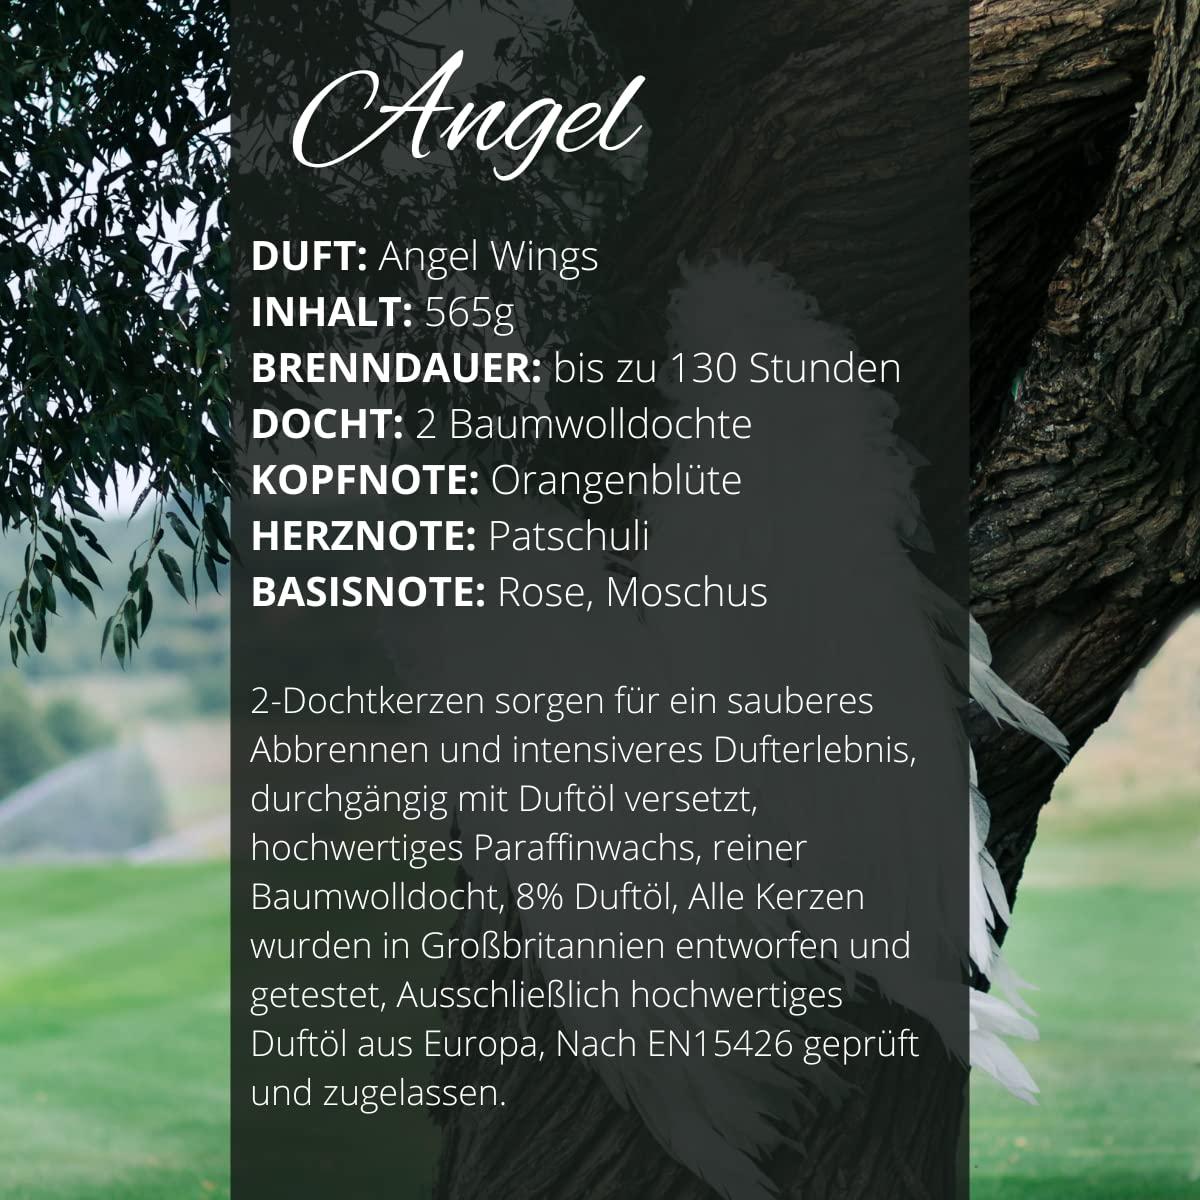 Angel
DUFT: Angel Wings
INHALT: 565g
BRENNDAUER: bis zu 130 Stunden
DOCHT: 2 Baumwolldochte
KOPFNOTE: Orangenblüte
HERZNOTE: Patschuli
BASISNOTE: Rose, Moschus
2-Dochtkerzen sorgen für ein sauberes
Abbrennen und intensiveres Dufterlebnis,
durchgängig mit Duftöl versetzt,
hochwertiges Paraffinwachs, reiner
Baumwolldocht, 8% Duftöl, Alle Kerzen
wurden in Großbritannien entworfen und
getestet, Ausschließlich hochwertiges
Duftöl aus Europa, Nach EN15426 geprüft
und zugelassen.